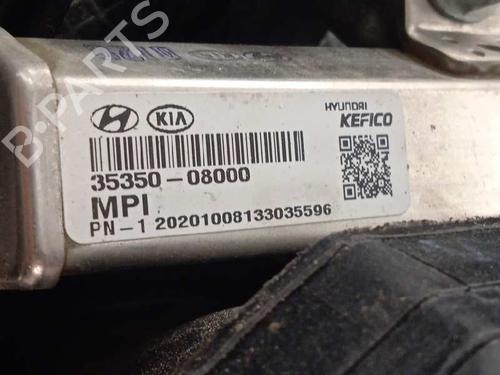 B-PARTS
KIA
HYUNDAI
KEFICO
35350-08000
MPI
PN-1 20201008133035596